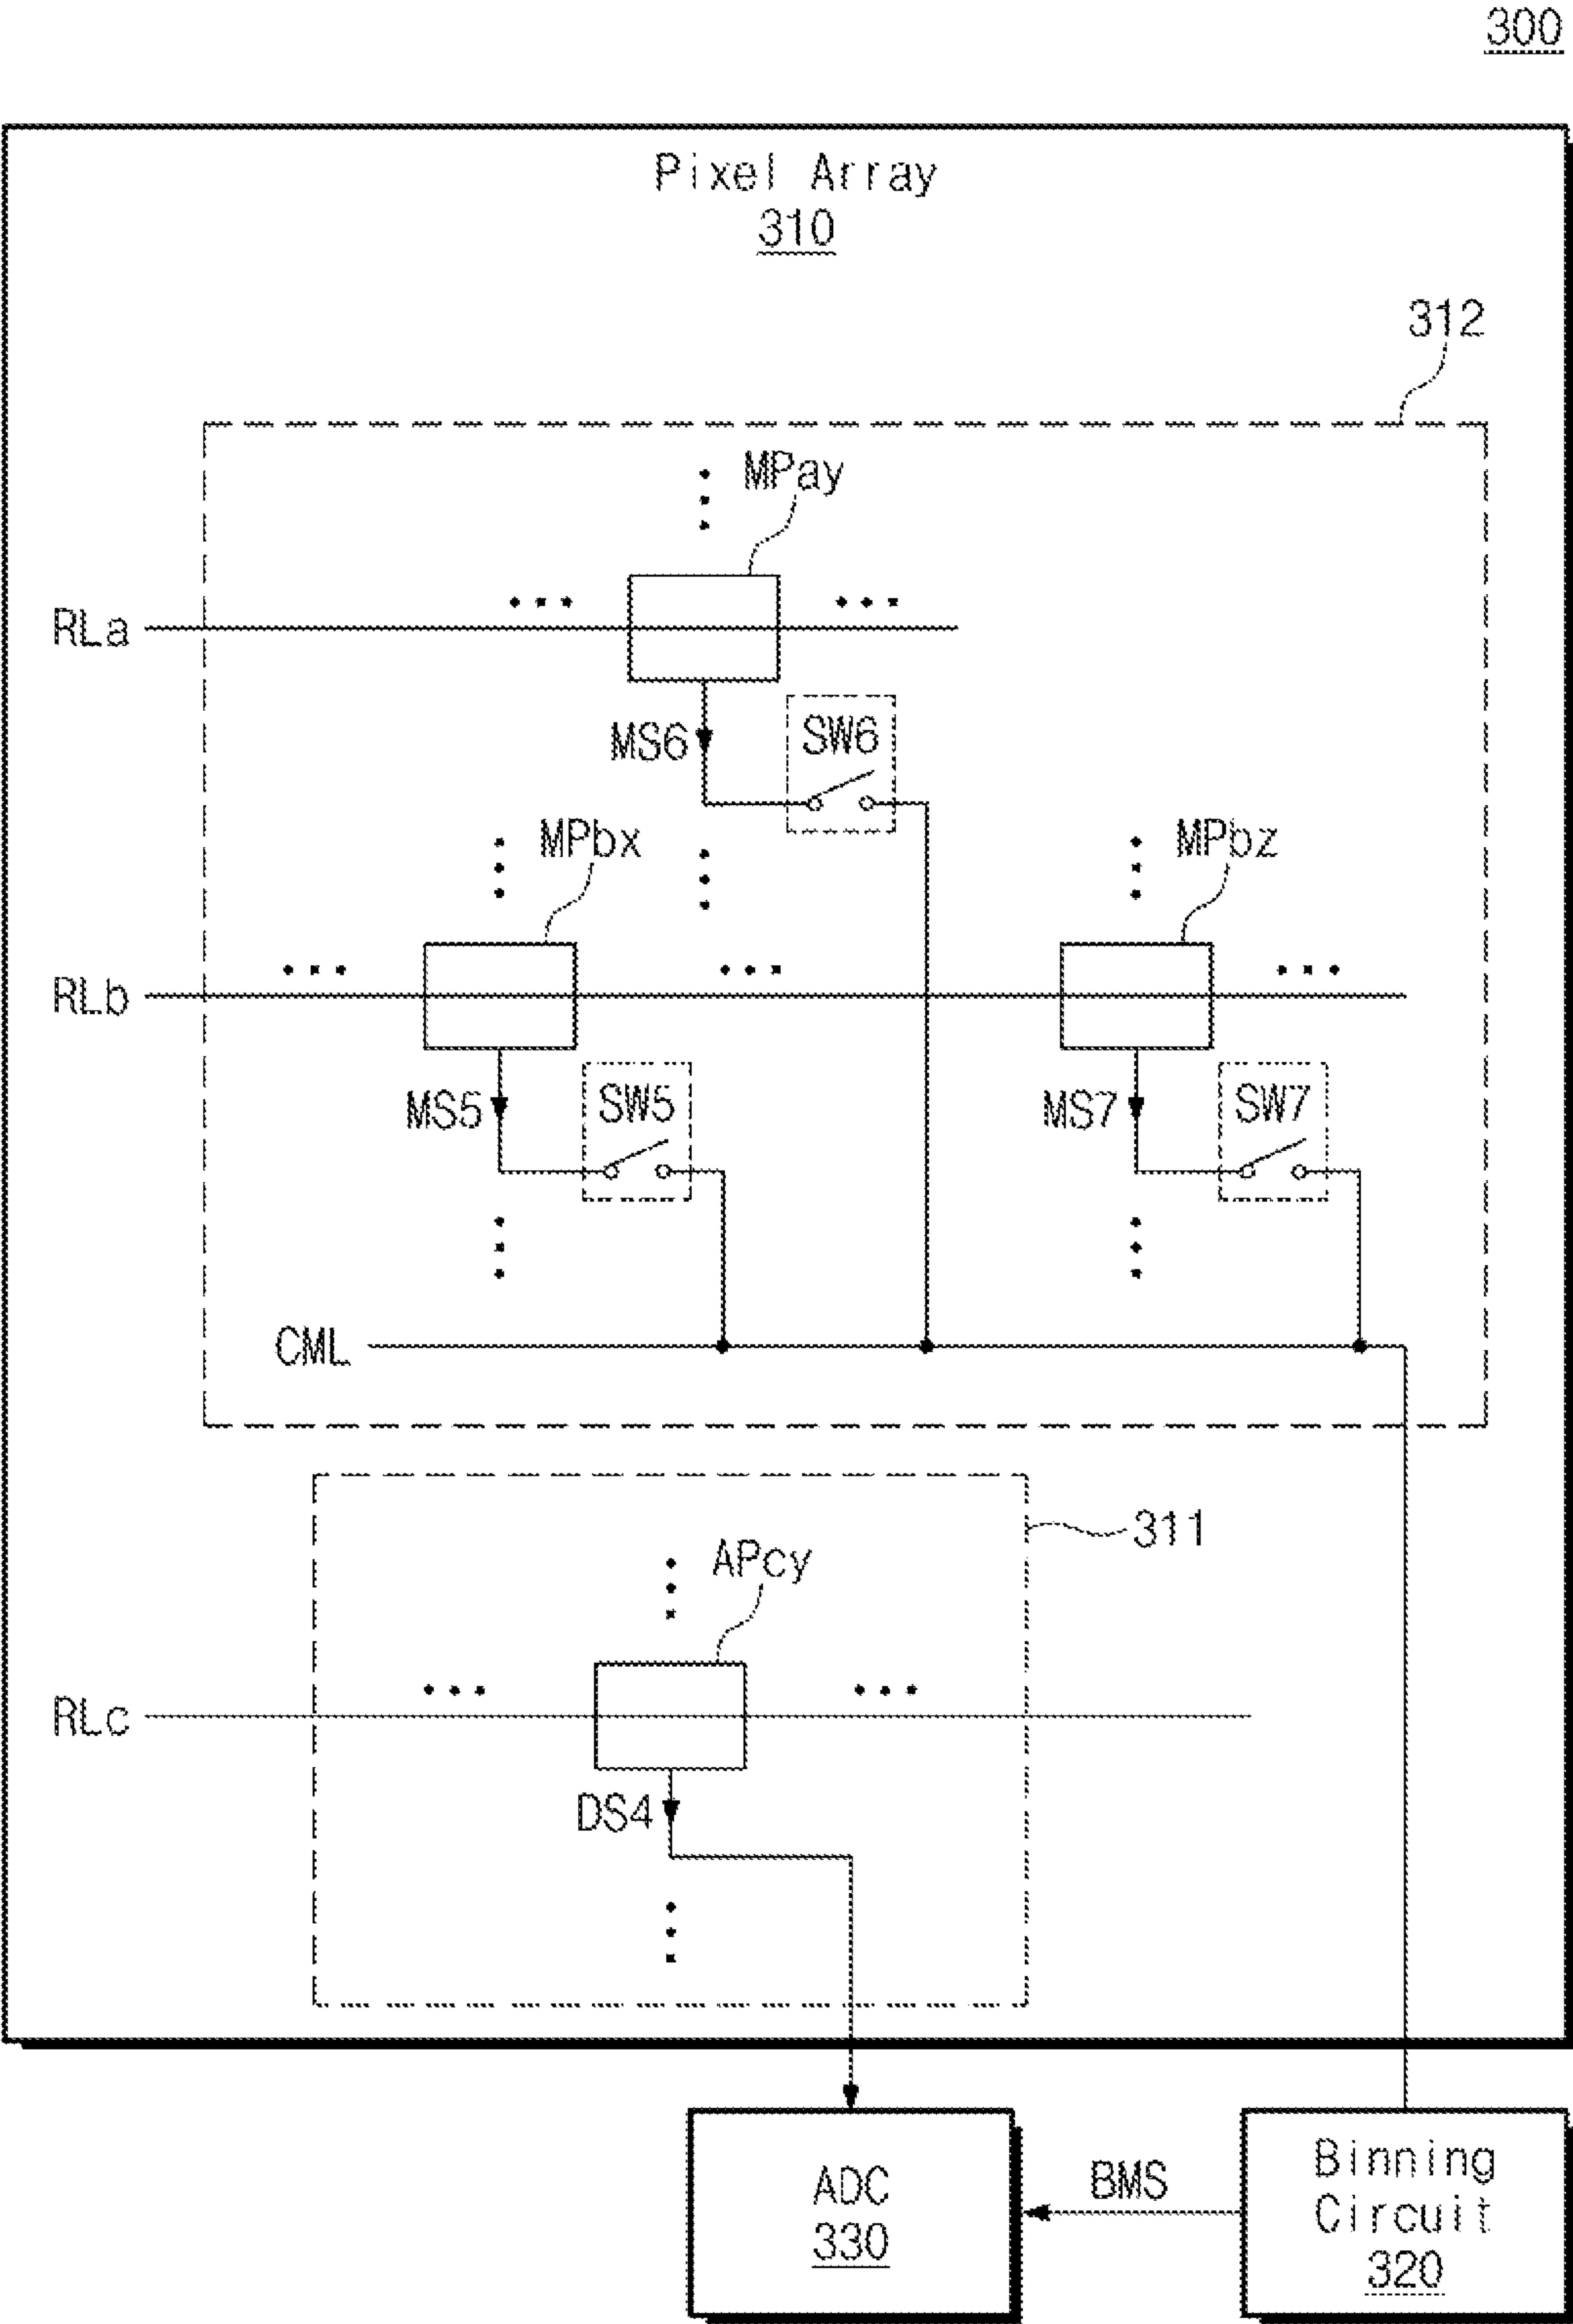 300
Pixel Array
310
312
MPay
RLa
MS6
SW6
MPbx
MPbz
RLb
MS5
SW5
MS7
SW7
CML
311
APcy
RLc
DS4
ADC
330
BMS
Binning
Circuit
320